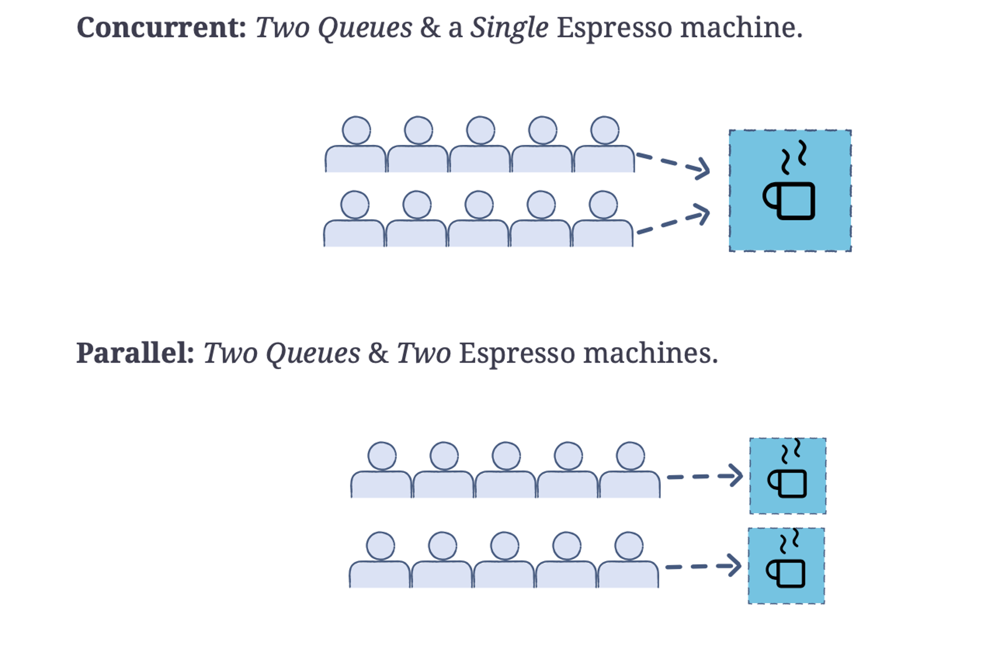 Concurrent: Two Queues & a Single Espresso machine.
Parallel: Two Queues & Two Espresso machines.